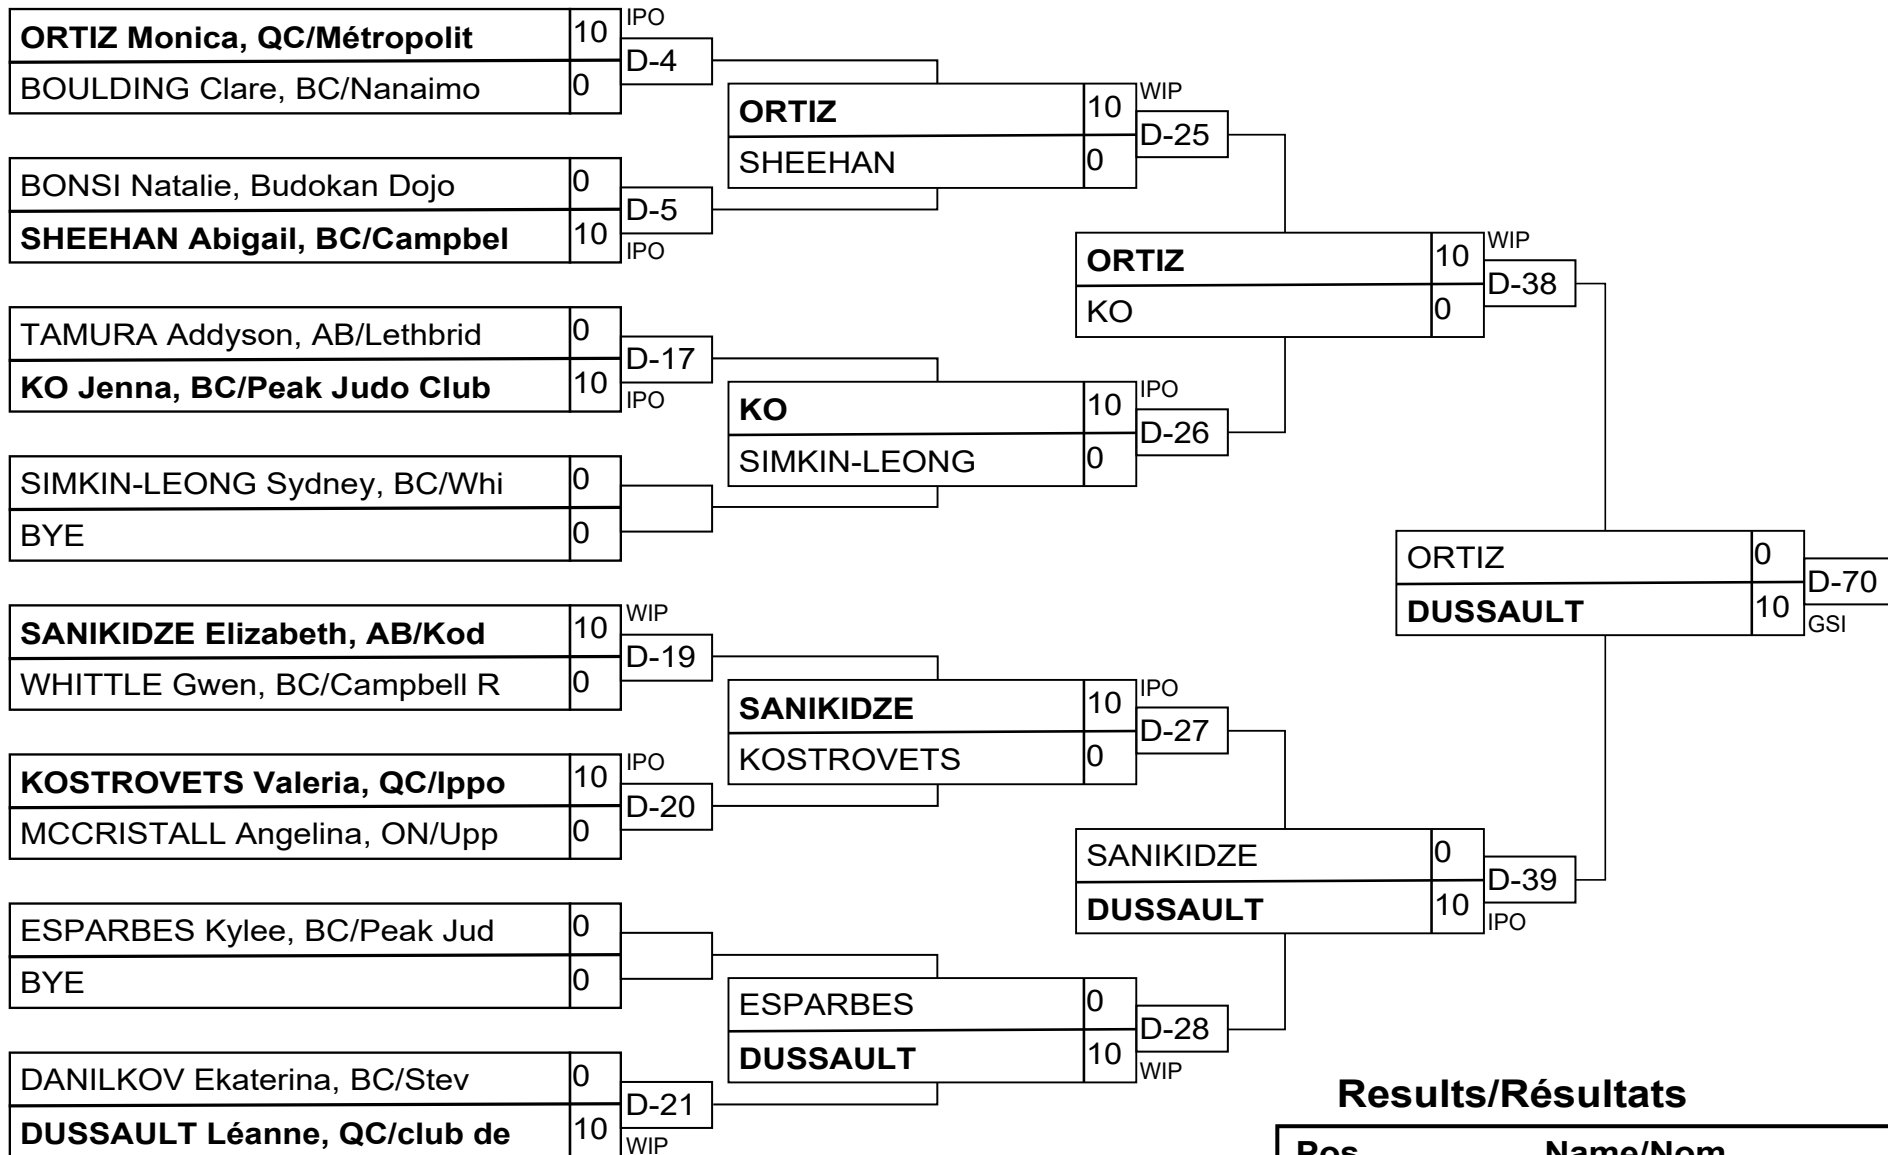 ORTIZ Monica, QC/Métropolit 10 IPO
D-4
BOULDING Clare, BC/Nanaimo 0
BONSI Natalie, Budokan Dojo 0
D-5
SHEEHAN Abigail, BC/Campbel 10 IPO
TAMURA Addyson, AB/Lethbrid 0
D-17
KO Jenna, BC/Peak Judo Club 10 IPO
SIMKIN-LEONG Sydney, BC/Whi 0
BYE 0
SANIKIDZE Elizabeth, AB/Kod 10 WIP
D-19
WHITTLE Gwen, BC/Campbell R 0
KOSTROVETS Valeria, QC/Ippo 10 IPO
D-20
MCCRISTALL Angelina, ON/Upp 0
ESPARBES Kylee, BC/Peak Jud 0
BYE 0
DANILKOV Ekaterina, BC/Stev 0
D-21
DUSSAULT Léanne, QC/club de 10 WIP
ORTIZ 10 WIP
D-25
SHEEHAN 0
KO 10 IPO
D-26
SIMKIN-LEONG 0
SANIKIDZE 10 IPO
D-27
KOSTROVETS 0
ESPARBES 0
D-28
DUSSAULT 10 WIP
ORTIZ 10 WIP
D-38
KO 0
SANIKIDZE 0
D-39
DUSSAULT 10 IPO
ORTIZ 0
D-70
DUSSAULT 10 GSI
Results/Résultats
Pos Name/Nom